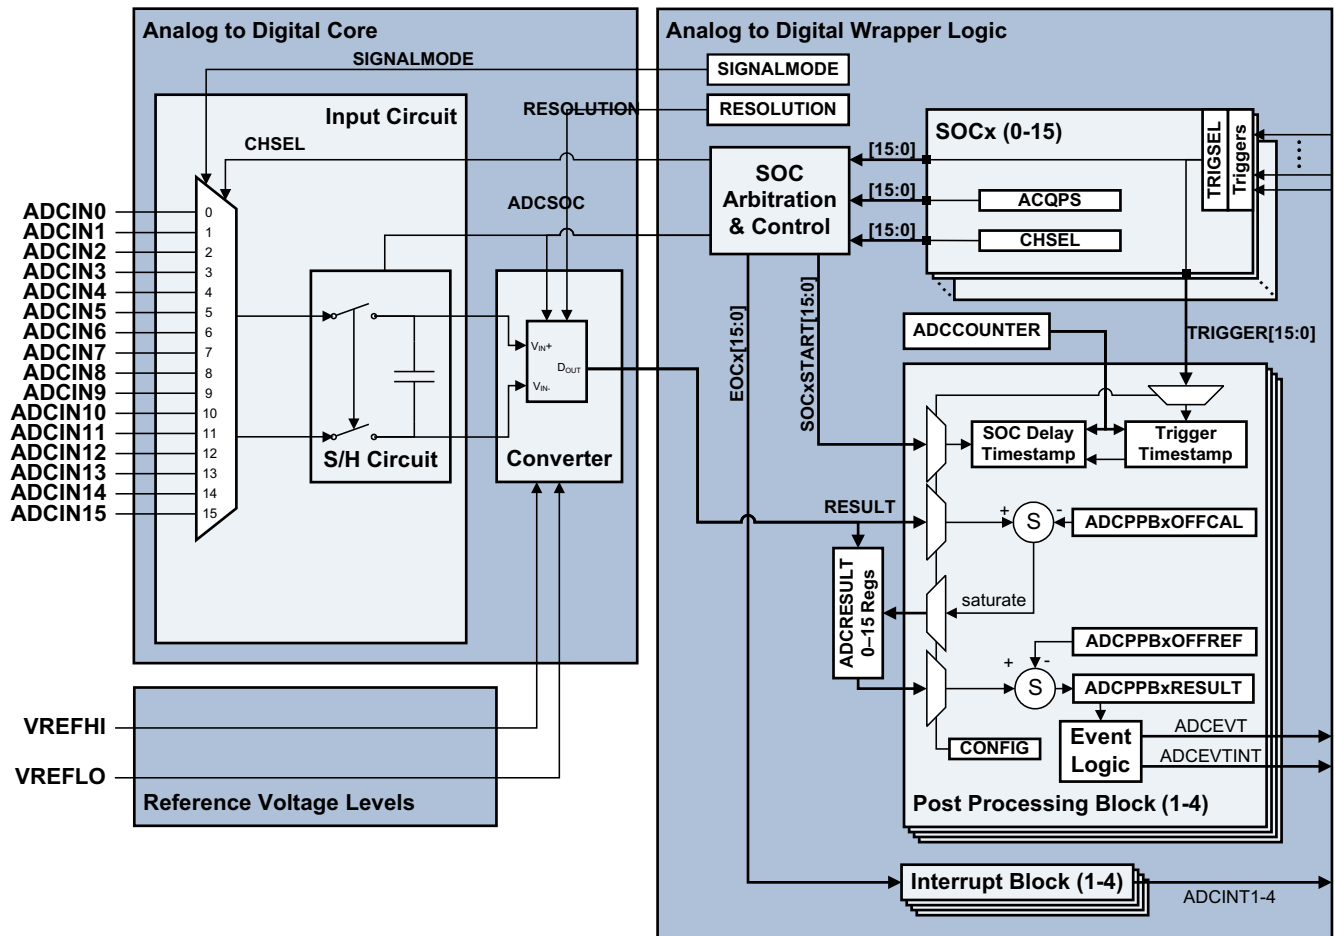 Analog to Digital Core
SIGNALMODE
RESOLUTION
Input Circuit
CHSEL
ADCSOC
ADCIN0
ADCIN1
ADCIN2
ADCIN3
ADCIN4
ADCIN5
ADCIN6
ADCIN7
ADCIN8
ADCIN9
ADCIN10
ADCIN11
ADCIN12
ADCIN13
ADCIN14
ADCIN15
0
1
2
3
4
5
6
7
8
9
10
11
12
13
14
15
S/H Circuit
VIN+
VIN-
DOUT
Converter
VREFHI
VREFLO
Reference Voltage Levels
Analog to Digital Wrapper Logic
SIGNALMODE
RESOLUTION
SOC
Arbitration
& Control
[15:0]
[15:0]
[15:0]
SOCx (0-15)
ACQPS
CHSEL
TRIGSEL
Triggers
EOCx[15:0]
SOCxSTART[15:0]
ADCCOUNTER
TRIGGER[15:0]
SOC Delay
Timestamp
Trigger
Timestamp
RESULT
+
S
-
ADCPPBxOFFCAL
saturate
ADCRESULT
0–15 Regs
ADCPPBxOFFREF
+
-
S
ADCPPBxRESULT
CONFIG
Event
Logic
ADCEVT
ADCEVTINT
Post Processing Block (1-4)
Interrupt Block (1-4)
ADCINT1-4